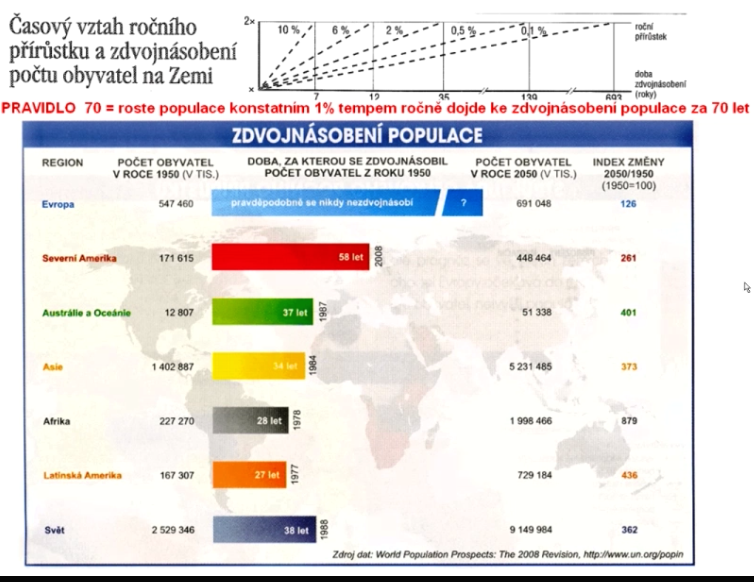 Časový vztah ročního
přírůstku a zdvojnásobení
počtu obyvatel na Zemi
2×
10 % 6 % 2 % 0,5 % 0,1 %
roční
přírůstek
×
7 12 35 139 693
doba
zdvojnásobení
(roky)
PRAVIDLO 70 = roste populace konstatním 1% tempem ročně dojde ke zdvojnásobení populace za 70 let
ZDVOJNÁSOBENÍ POPULACE
REGION POČET OBYVATEL DOBA, ZA KTEROU SE ZDVOJNÁSOBIL POČET OBYVATEL INDEX ZMĚNY
V ROCE 1950 (V TIS.) POČET OBYVATEL Z ROKU 1950 V ROCE 2050 (V TIS.) 2050/1950
(1950=100)
Evropa 547 460 pravděpodobně se nikdy nezdvojnásobí ? 691 048 126
Severní Amerika 171 615 58 let 2008 448 464 261
Austrálie a Oceánie 12 807 37 let 1987 51 338 401
Asie 1 402 887 34 let 1984 5 231 485 373
Afrika 227 270 28 let 1978 1 998 466 879
Latinská Amerika 167 307 27 let 1977 729 184 436
Svět 2 529 346 38 let 1988 9 149 984 362
Zdroj dat: World Population Prospects: The 2008 Revision, http://www.un.org/popin